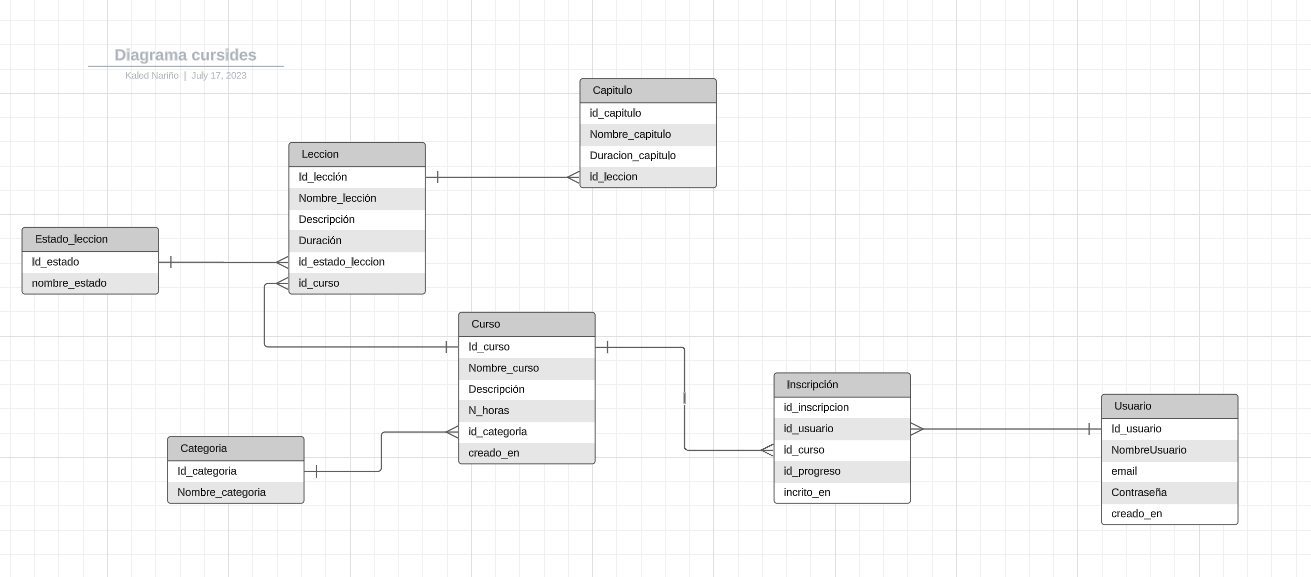 Diagrama cursides
Kaled Nariño | July 17, 2023
Capitulo
id_capitulo
Nombre_capitulo
Duracion_capitulo
id_leccion
Leccion
Id_lección
Nombre_lección
Descripción
Duración
id_estado_leccion
id_curso
Estado_leccion
Id_estado
nombre_estado
Curso
Id_curso
Nombre_curso
Descripción
N_horas
id_categoria
creado_en
Inscripción
id_inscripcion
id_usuario
id_curso
id_progreso
incrito_en
Usuario
Id_usuario
NombreUsuario
email
Contraseña
creado_en
Categoria
Id_categoria
Nombre_categoria